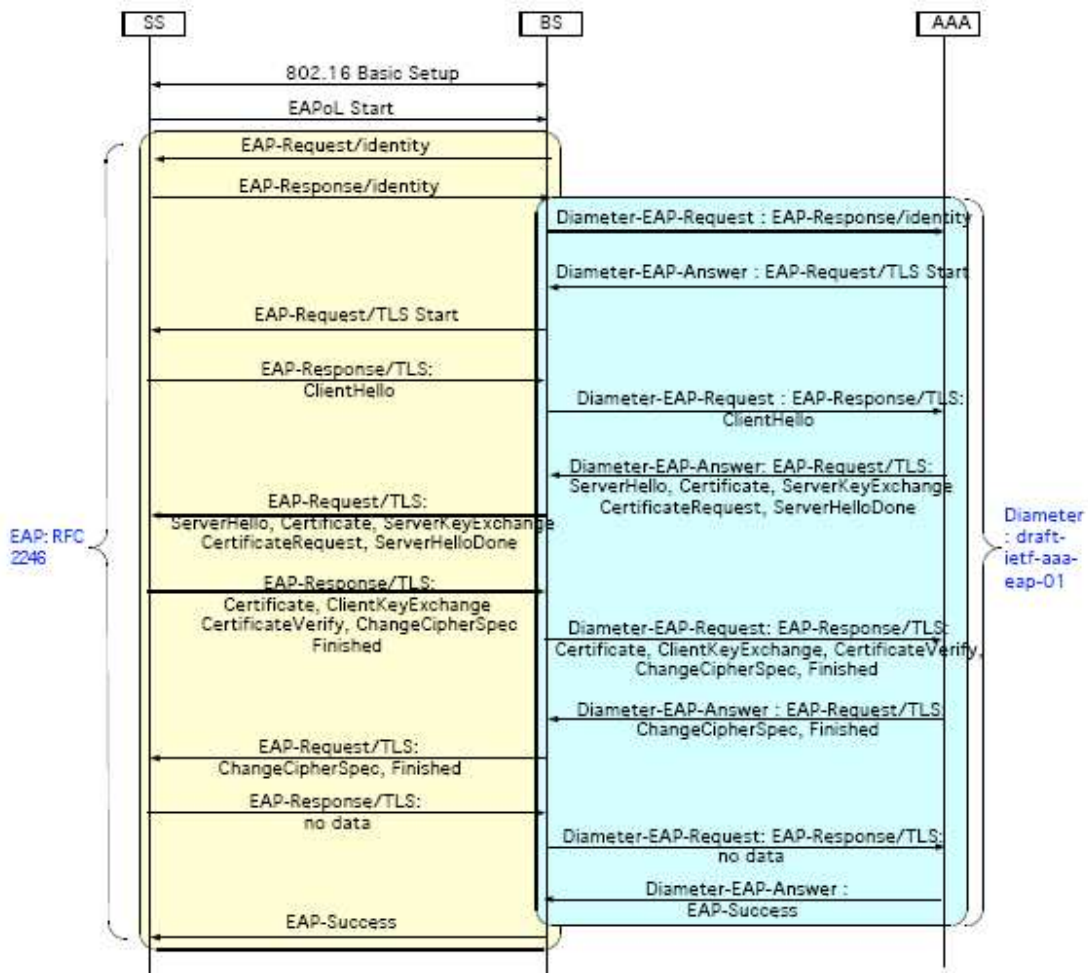 SS
BS
AAA
802.16 Basic Setup
EAPoL Start
EAP-Request/identity
EAP-Response/identity
Diameter-EAP-Request : EAP-Response/identity
Diameter-EAP-Answer : EAP-Request/TLS Start
EAP-Request/TLS Start
EAP-Response/TLS:
ClientHello
Diameter-EAP-Request : EAP-Response/TLS:
ClientHello
Diameter-EAP-Answer: EAP-Request/TLS:
ServerHello, Certificate, ServerKeyExchange
CertificateRequest, ServerHelloDone
EAP-Request/TLS:
ServerHello, Certificate, ServerKeyExchange
CertificateRequest, ServerHelloDone
EAP: RFC
2246
Diameter
: draft-
ietf-aaa-
eap-01
EAP-Response/TLS:
Certificate, ClientKeyExchange
CertificateVerify, ChangeCipherSpec
Finished
Diameter-EAP-Request: EAP-Response/TLS:
Certificate, ClientKeyExchange, CertificateVerify,
ChangeCipherSpec, Finished
Diameter-EAP-Answer : EAP-Request/TLS:
ChangeCipherSpec, Finished
EAP-Request/TLS:
ChangeCipherSpec, Finished
EAP-Response/TLS:
no data
Diameter-EAP-Request: EAP-Response/TLS:
no data
Diameter-EAP-Answer :
EAP-Success
EAP-Success